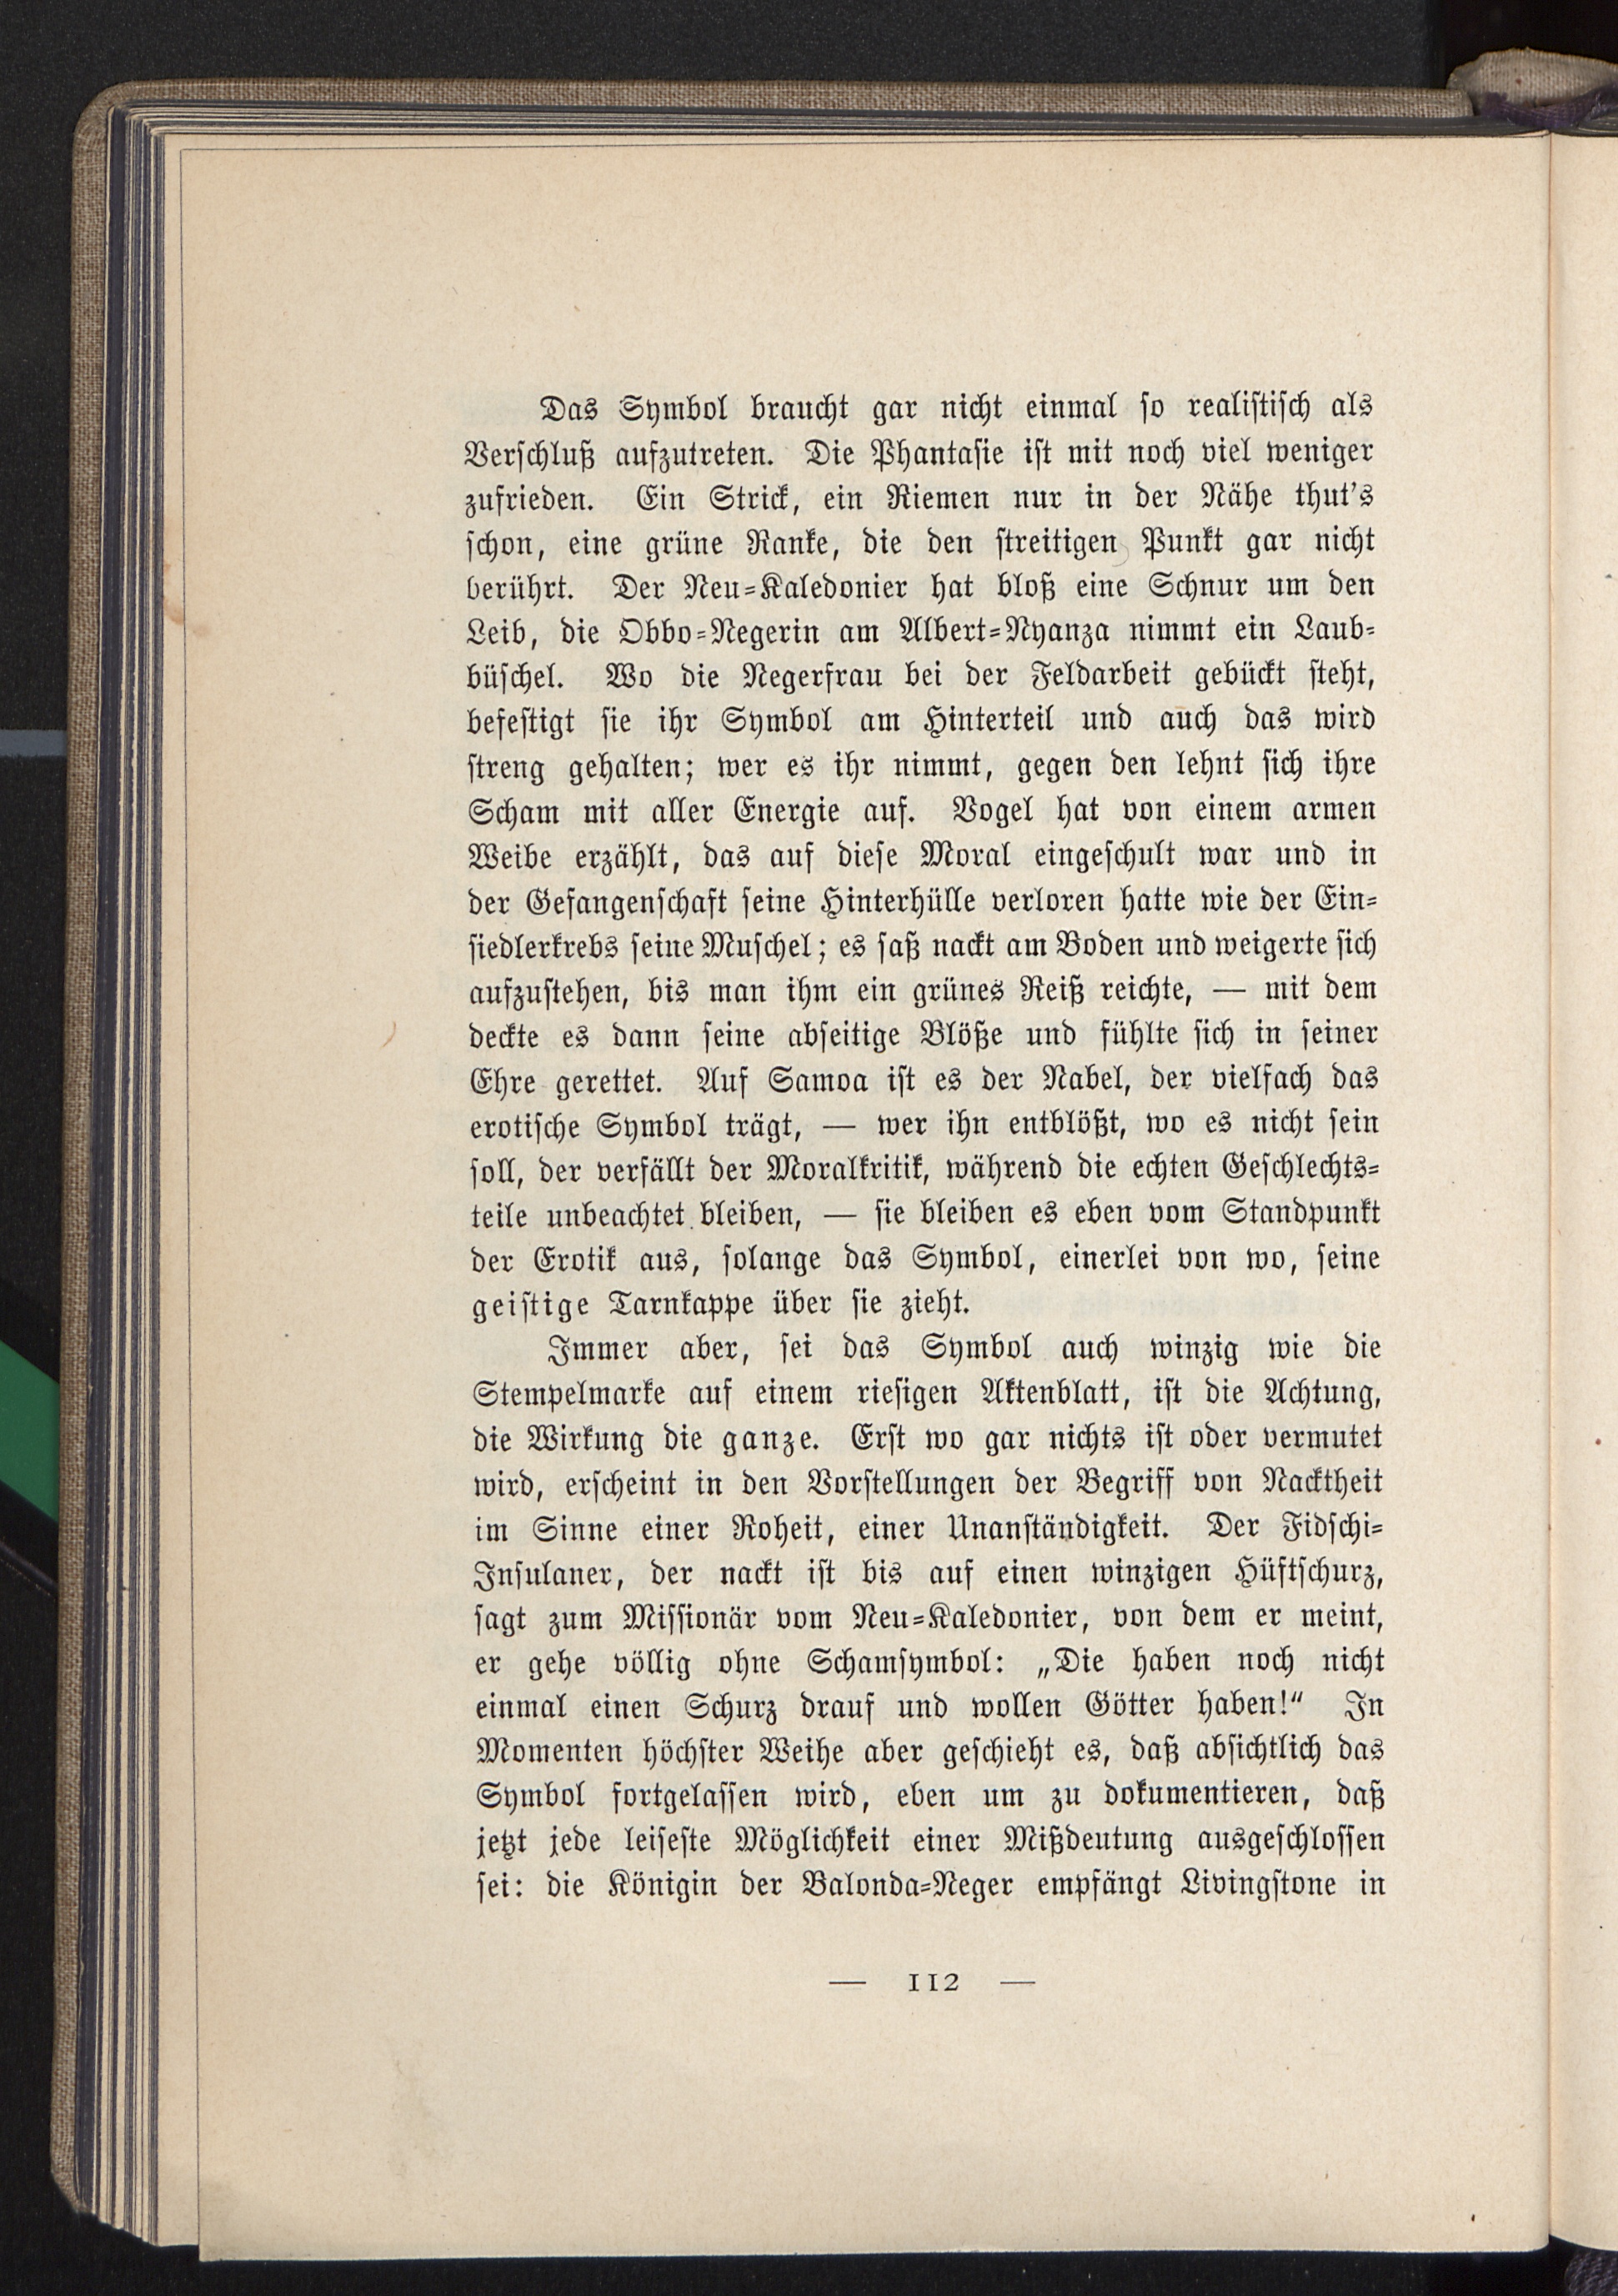 Das Symbol braucht gar nicht einmal so realistisch als
Verschluß aufzutreten. Die Phantasie ist mit noch viel weniger
zufrieden. Ein Strick, ein Riemen nur in der Nähe thut's
schon, eine grüne Ranke, die den streitigen Punkt gar nicht
berührt. Der Neu-Kaledonier hat bloß eine Schnur um den
Leib, die Obbo-Negerin am Albert-Nyanza nimmt ein Laub-
büschel. Wo die Negerfrau bei der Feldarbeit gebückt steht,
befestigt sie ihr Symbol am Hinterteil und auch das wird
streng gehalten; wer es ihr nimmt, gegen den lehnt sich ihre
Scham mit aller Energie auf. Vogel hat von einem armen
Weibe erzählt, das auf diese Moral eingeschult war und in
der Gefangenschaft seine Hinterhülle verloren hatte wie der Ein-
siedlerkrebs seine Muschel; es saß nackt am Boden und weigerte sich
aufzustehen, bis man ihm ein grünes Reiß reichte, — mit dem
deckte es dann seine abseitige Blöße und fühlte sich in seiner
Ehre gerettet. Auf Samoa ist es der Nabel, der vielfach das
erotische Symbol trägt, — wer ihn entblößt, wo es nicht sein
soll, der verfällt der Moralkritik, während die echten Geschlechts-
teile unbeachtet bleiben, — sie bleiben es eben vom Standpunkt
der Erotik aus, solange das Symbol, einerlei von wo, seine
geistige Tarnkappe über sie zieht.
Immer aber, sei das Symbol auch winzig wie die
Stempelmarke auf einem riesigen Aktenblatt, ist die Achtung,
die Wirkung die ganze. Erst wo gar nichts ist oder vermutet
wird, erscheint in den Vorstellungen der Begriff von Nacktheit
im Sinne einer Roheit, einer Unanständigkeit. Der Fidschi-
Insulaner, der nackt ist bis auf einen winzigen Hüftschurz,
sagt zum Missionär vom Neu-Kaledonier, von dem er meint,
er gehe völlig ohne Schamsymbol: „Die haben noch nicht
einmal einen Schurz drauf und wollen Götter haben!“ In
Momenten höchster Weihe aber geschieht es, daß absichtlich das
Symbol fortgelassen wird, eben um zu dokumentieren, daß
jetzt jede leiseste Möglichkeit einer Mißdeutung ausgeschlossen
sei: die Königin der Balonda-Neger empfängt Livingstone in
— 112 —